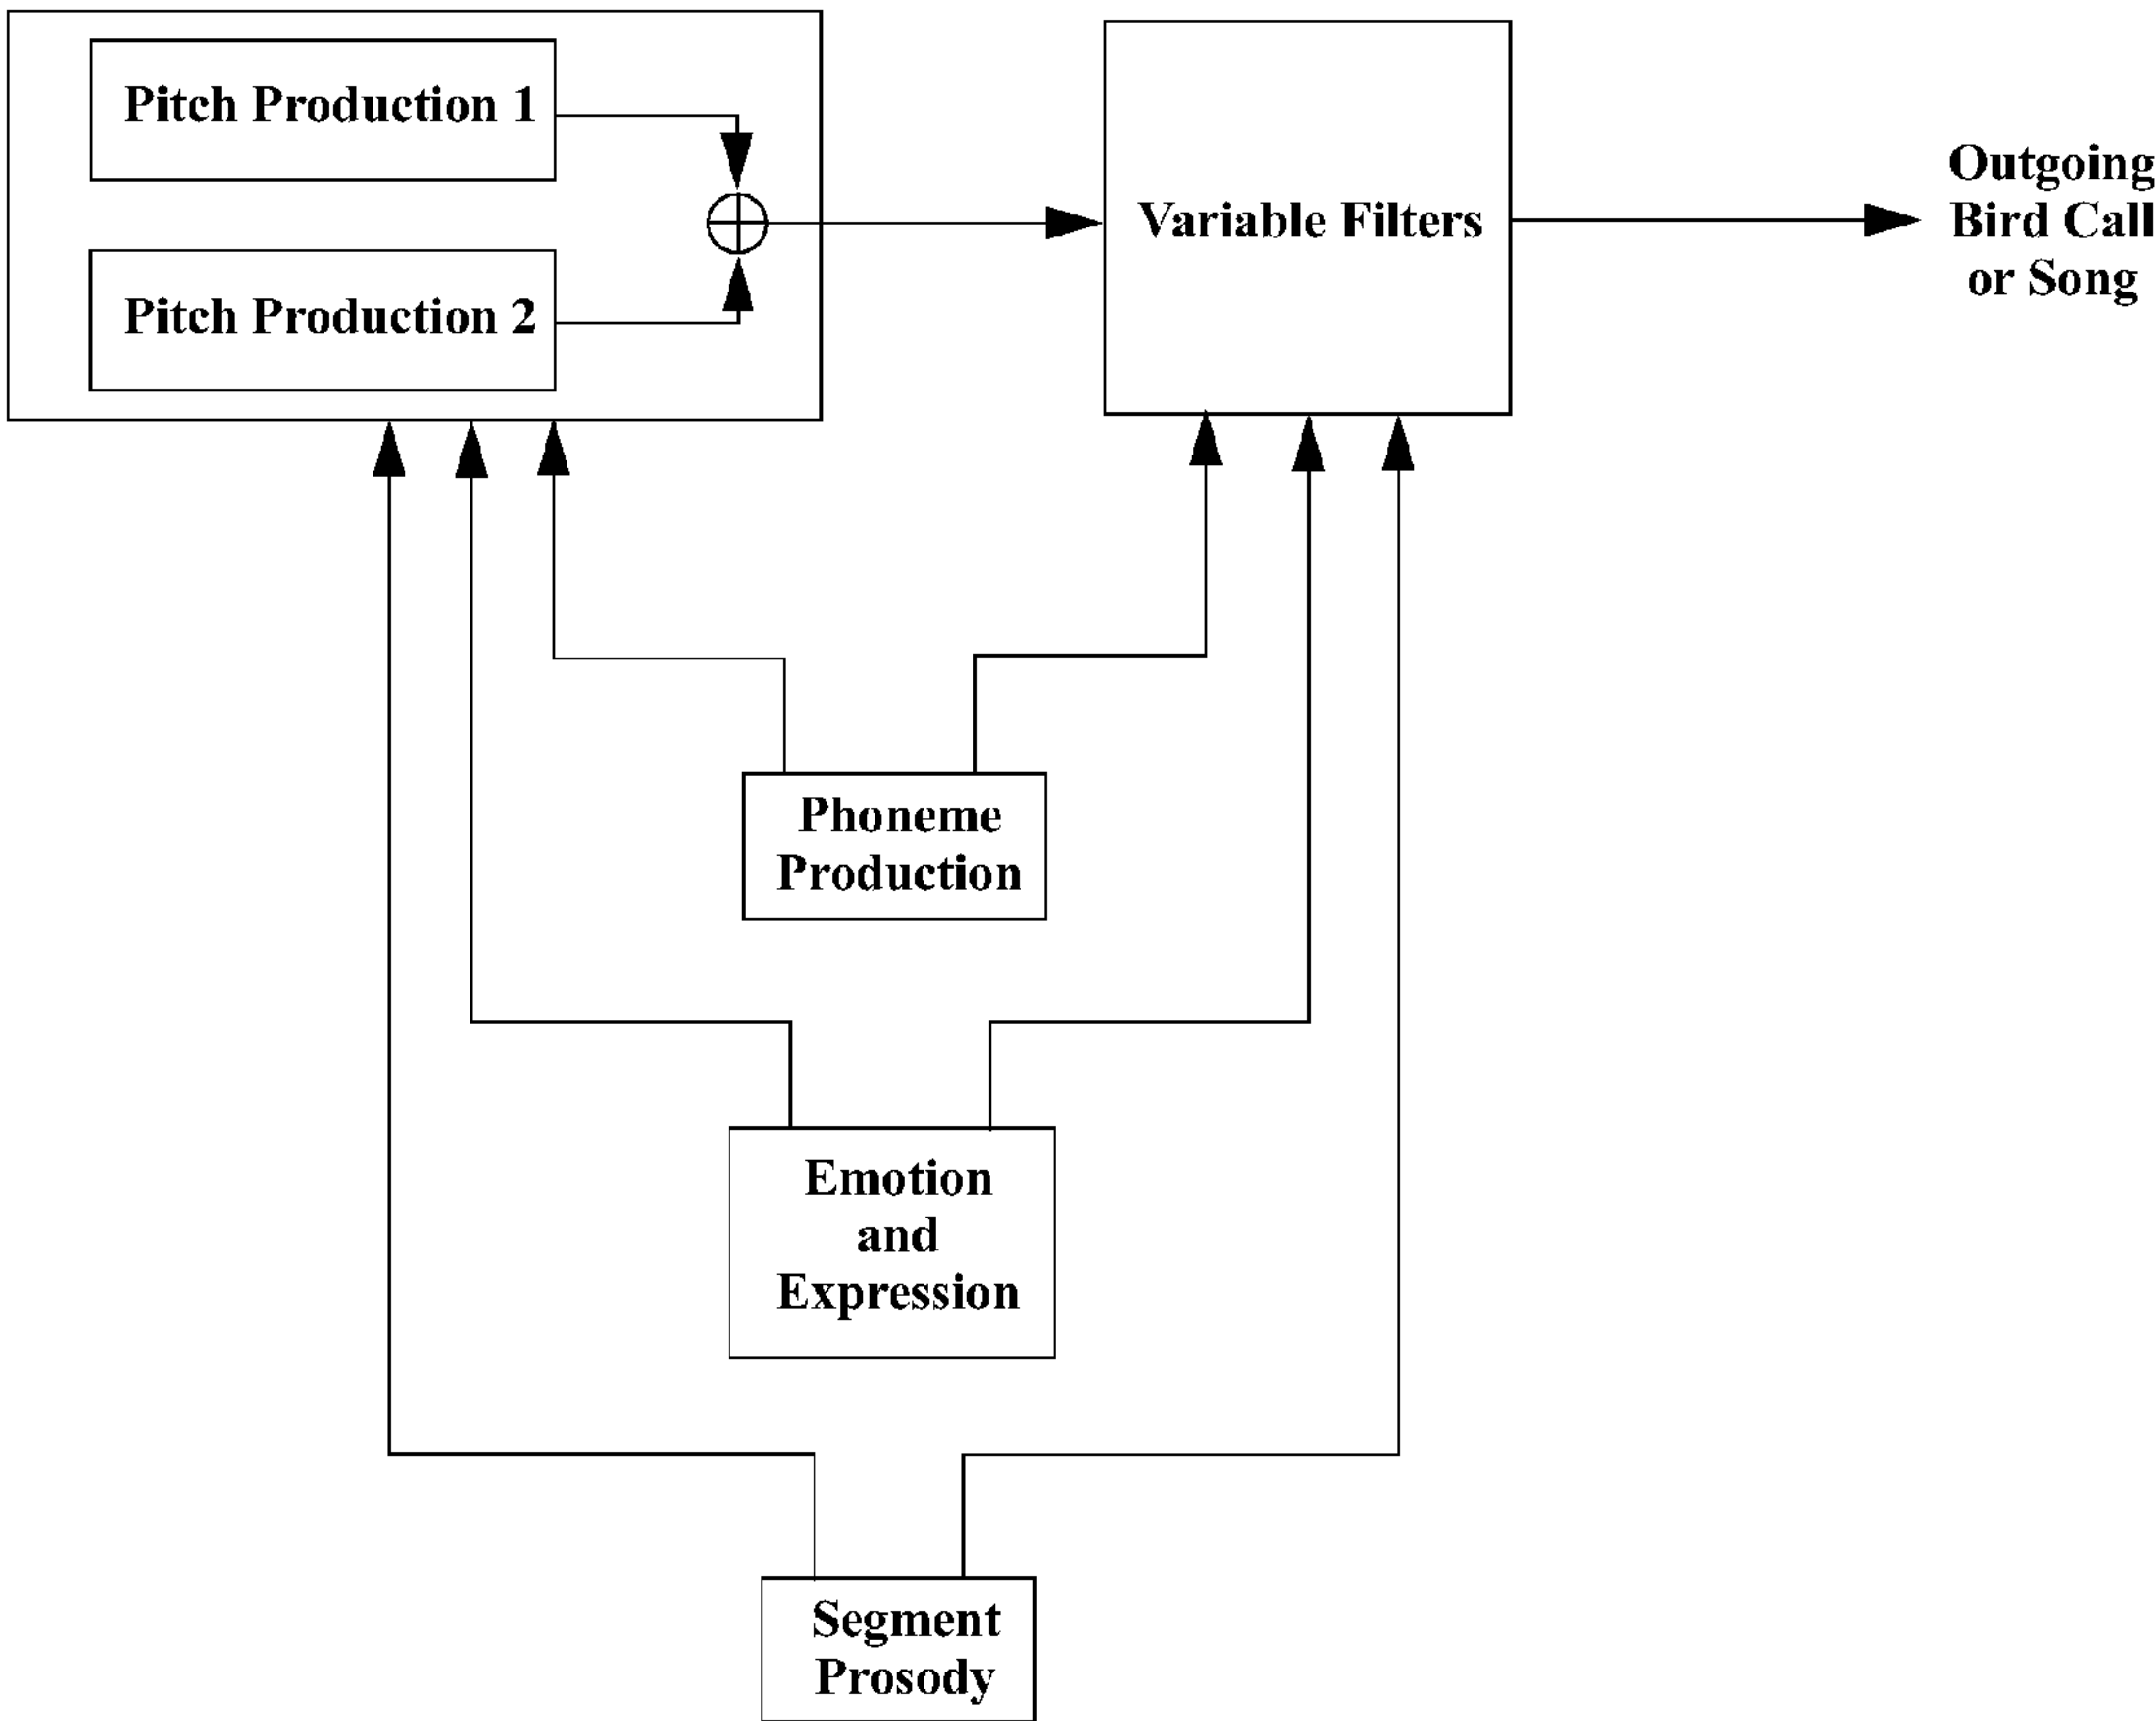 Pitch Production 1
Pitch Production 2
Variable Filters
Outgoing
Bird Call
or Song
Phoneme
Production
Emotion
and
Expression
Segment
Prosody